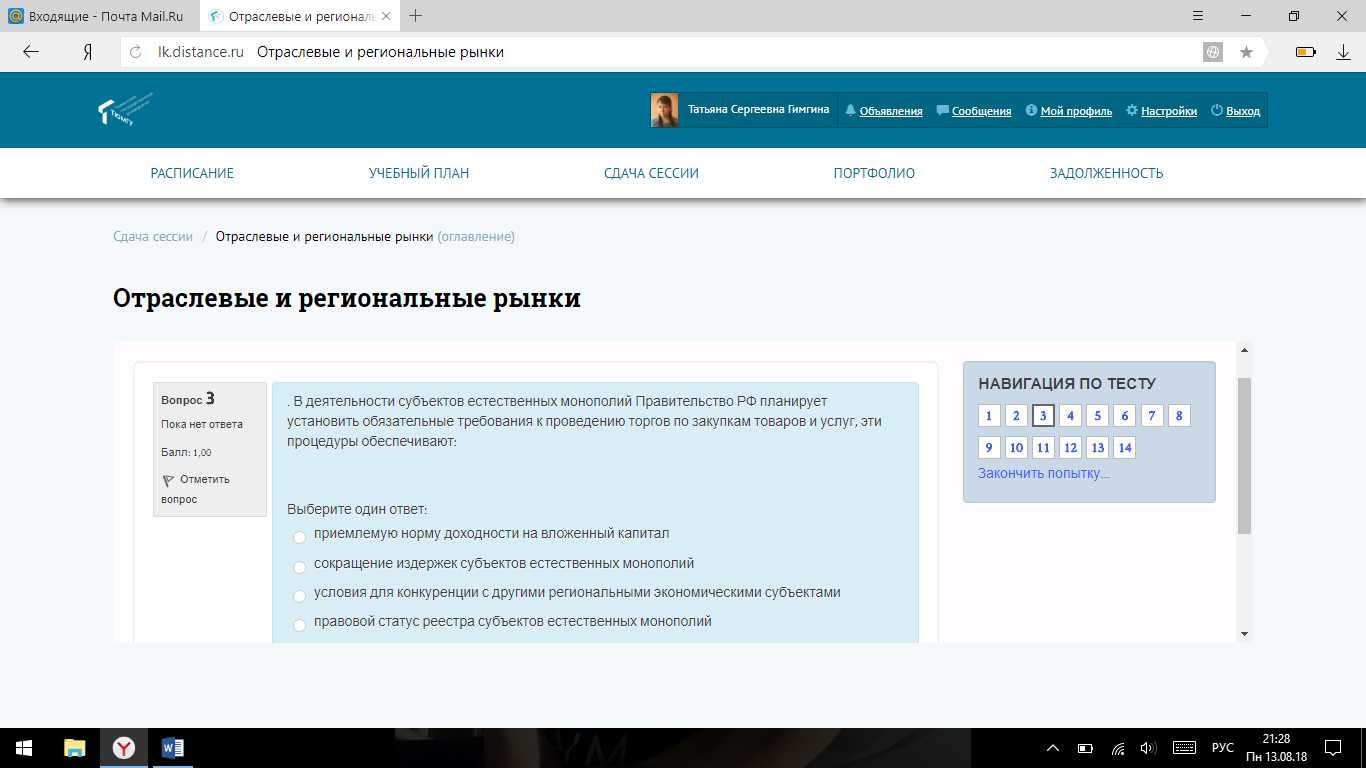 Входящие - Почта Mail.Ru
Отраслевые и региональ
lk.distance.ru Отраслевые и региональные рынки
ТюмГУ
Татьяна Сергеевна Гимгина
Объявления
Сообщения
Мой профиль
Настройки
Выход
РАСПИСАНИЕ
УЧЕБНЫЙ ПЛАН
СДАЧА СЕССИИ
ПОРТФОЛИО
ЗАДОЛЖЕННОСТЬ
Сдача сессии / Отраслевые и региональные рынки (оглавление)
Отраслевые и региональные рынки
Вопрос 3
Пока нет ответа
Балл: 1,00
Отметить
вопрос
. В деятельности субъектов естественных монополий Правительство РФ планирует
установить обязательные требования к проведению торгов по закупкам товаров и услуг, эти
процедуры обеспечивают:
Выберите один ответ:
приемлемую норму доходности на вложенный капитал
сокращение издержек субъектов естественных монополий
условия для конкуренции с другими региональными экономическими субъектами
правовой статус реестра субъектов естественных монополий
НАВИГАЦИЯ ПО ТЕСТУ
1 2 3 4 5 6 7 8
9 10 11 12 13 14
Закончить попытку...
РУС
21:28
Пн 13.08.18